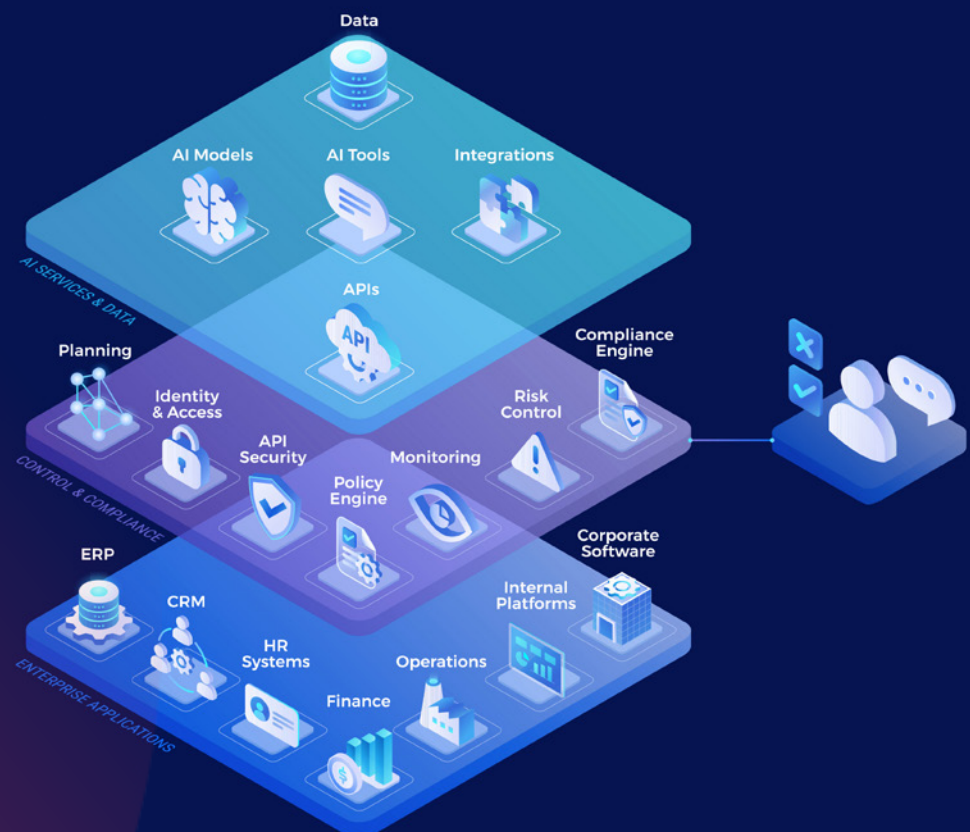 Data
AI Models
AI Tools
Integrations
AI SERVICES & DATA
APIs
API
Planning
Identity
& Access
API
Security
Policy
Engine
Monitoring
Risk
Control
Compliance
Engine
CONTROL & COMPLIANCE
ERP
CRM
HR
Systems
Finance
$
Operations
Internal
Platforms
Corporate
Software
ENTERPRISE APPLICATIONS